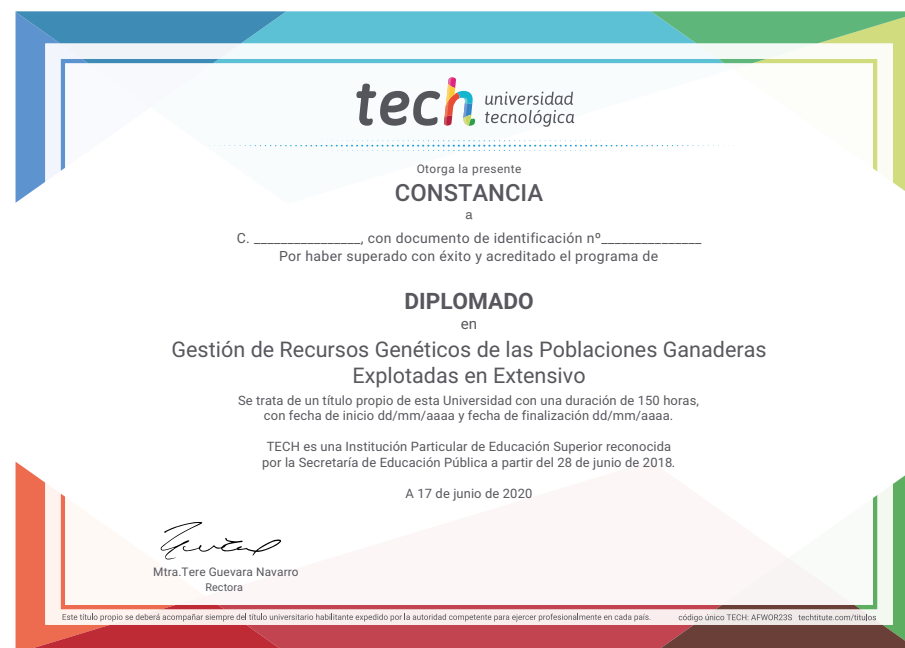 tech universidad
tecnológica
Otorga la presente
CONSTANCIA
a
C. ________________, con documento de identificación nº_______________
Por haber superado con éxito y acreditado el programa de
DIPLOMADO
en
Gestión de Recursos Genéticos de las Poblaciones Ganaderas
Explotadas en Extensivo
Se trata de un título propio de esta Universidad con una duración de 150 horas,
con fecha de inicio dd/mm/aaaa y fecha de finalización dd/mm/aaaa.
TECH es una Institución Particular de Educación Superior reconocida
por la Secretaría de Educación Pública a partir del 28 de junio de 2018.
A 17 de junio de 2020
Mtra.Tere Guevara Navarro
Rectora
Este título propio se deberá acompañar siempre del título universitario habilitante expedido por la autoridad competente para ejercer profesionalmente en cada país. código único TECH: AFWOR23S techtitute.com/titulos